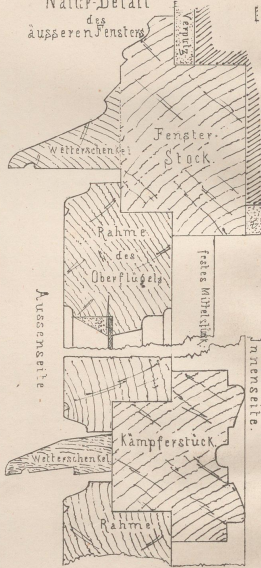 Natur-Detail
des
äusseren Fensters
Verputz
Fenster-
Stock.
Wetterschenkel
Rahme
des
Oberflügels
festes Mittelstück.
Aussenseite.
Innenseite.
Kämpferstück.
Wetterschenkel
Rahme